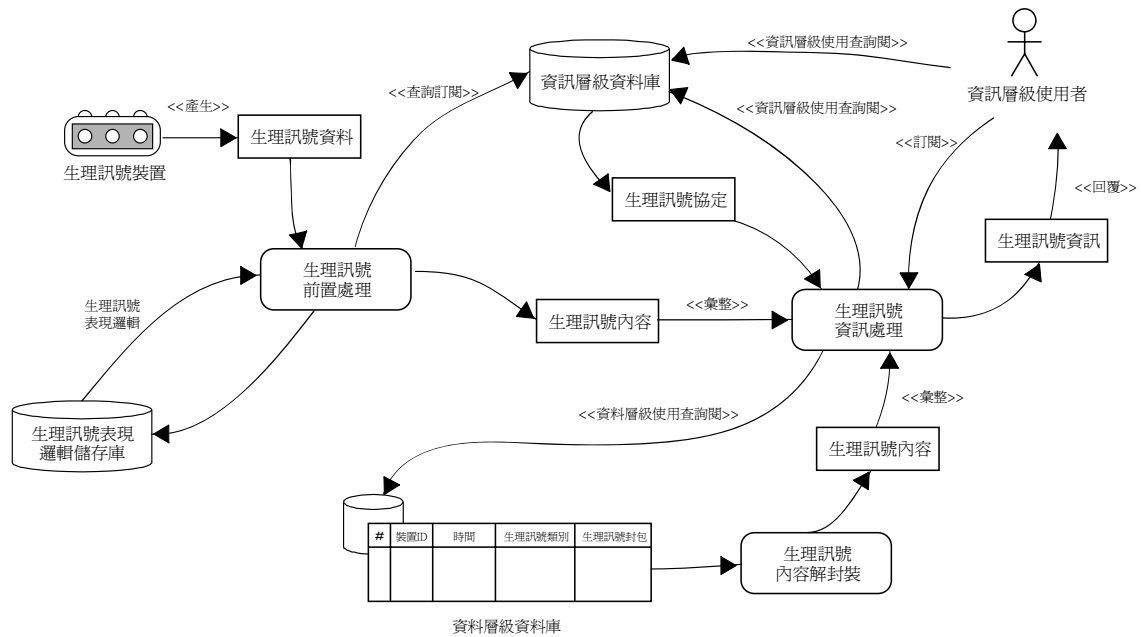 <<資訊層級使用查詢閱>>
資訊層級資料庫
資訊層級使用者
<<查詢訂閱>>
<<產生>>
<<資訊層級使用查詢閱>>
生理訊號資料
<<訂閱>>
生理訊號裝置
<<回覆>>
生理訊號協定
生理訊號資訊
生理訊號
前置處理
生理訊號
表現邏輯
<<彙整>>
生理訊號內容
生理訊號
資訊處理
<<彙整>>
<<資料層級使用查詢閱>>
生理訊號表現
邏輯儲存庫
生理訊號內容
# 裝置ID 時間 生理訊號類別 生理訊號封包
生理訊號
內容解封裝
資料層級資料庫